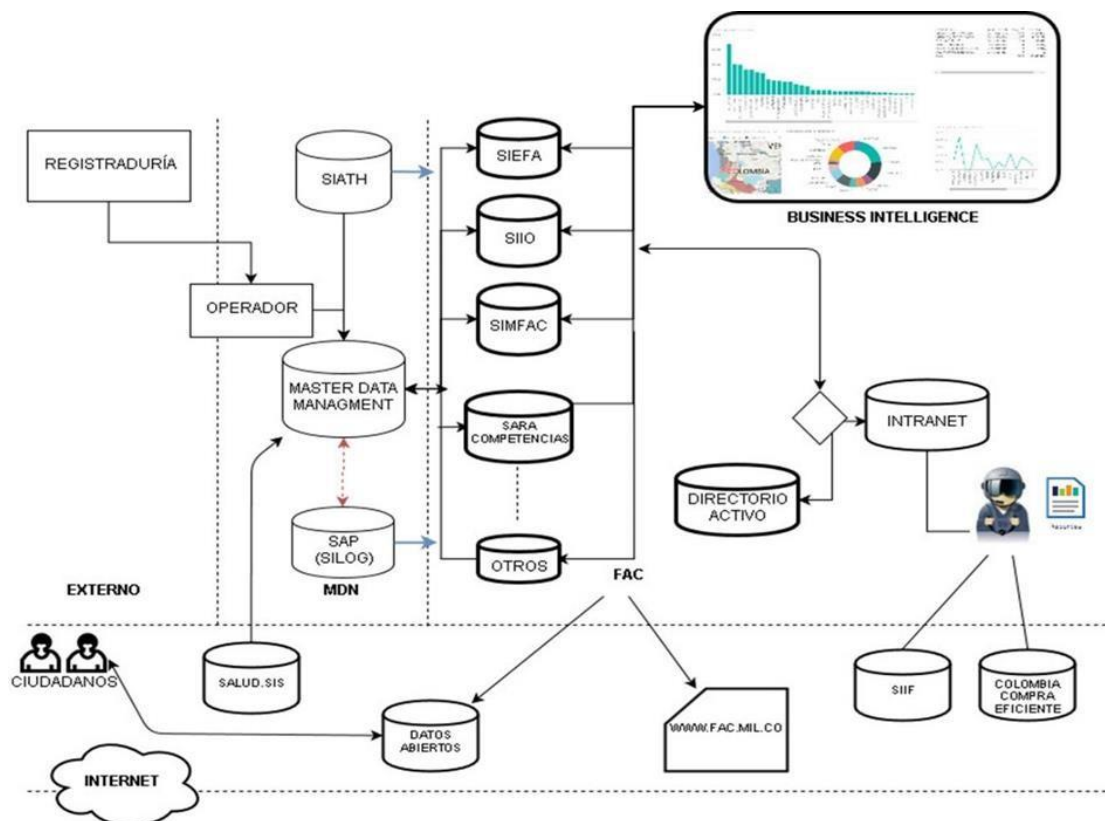 REGISTRADURÍA
OPERADOR
SIATH
MASTER DATA
MANAGMENT
SAP
(SILOG)
EXTERNO
MDN
SIEFA
SIIO
SIMFAC
SARA
COMPETENCIAS
OTROS
FAC
COLOMBIA
BUSINESS INTELLIGENCE
INTRANET
DIRECTORIO
ACTIVO
CIUDADANOS
SALUD.SIS
DATOS
ABIERTOS
WWW.FAC.MIL.CO
SIIF
COLOMBIA
COMPRA
EFICIENTE
INTERNET